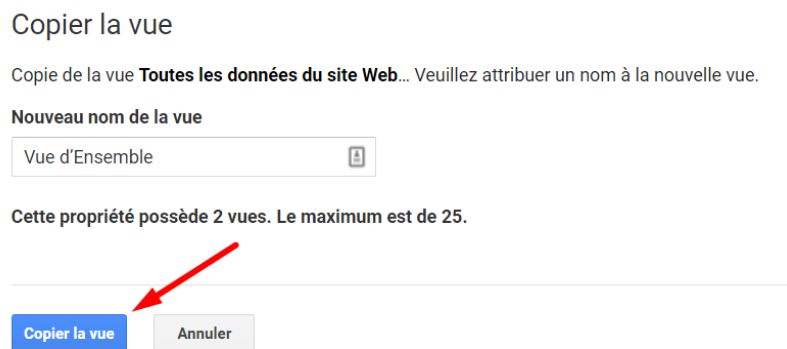 Copier la vue
Copie de la vue Toutes les données du site Web... Veuillez attribuer un nom à la nouvelle vue.
Nouveau nom de la vue
Vue d'Ensemble
Cette propriété possède 2 vues. Le maximum est de 25.
Copier la vue
Annuler